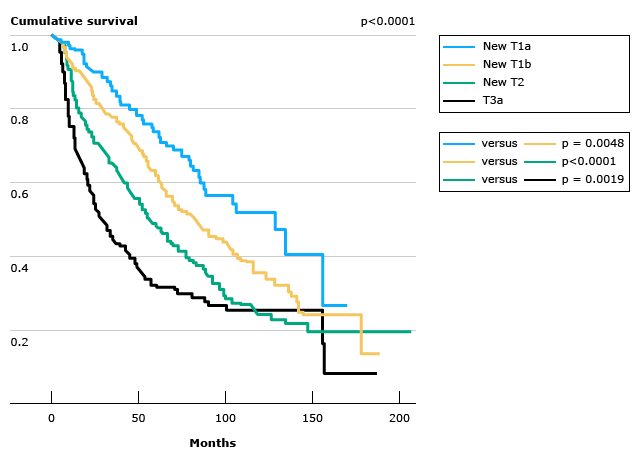 Cumulative survival
p<0.0001
1.0
0.8
0.6
0.4
0.2
0
50
100
150
200
Months
New T1a
New T1b
New T2
T3a
versus p = 0.0048
versus p<0.0001
versus p = 0.0019